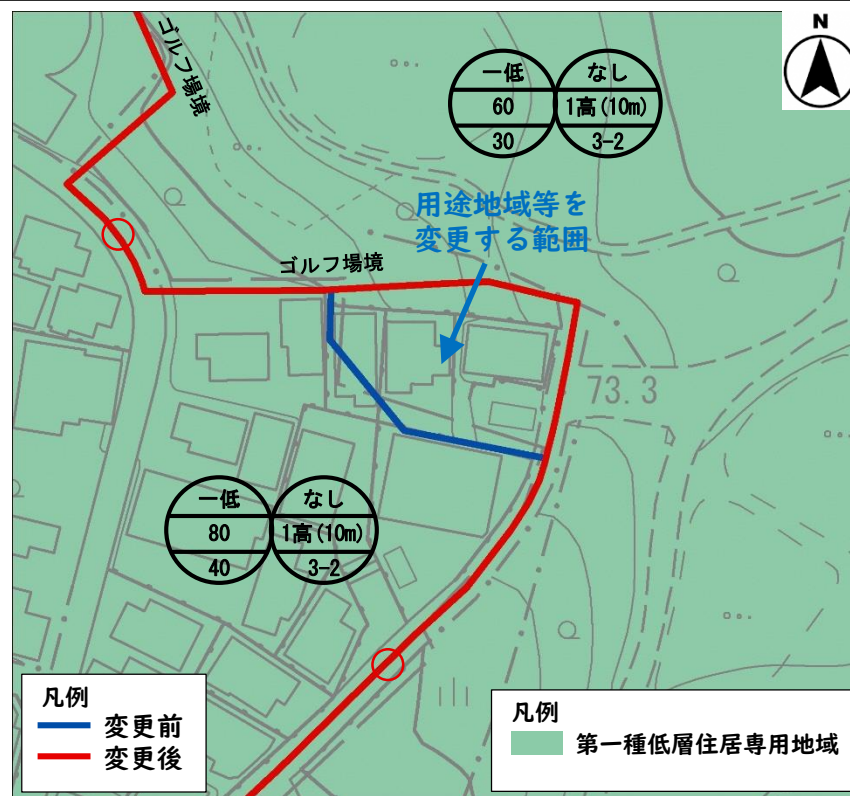 N
ゴルフ場境
一低
なし
60
1高(10m)
30
3-2
用途地域等を
変更する範囲
ゴルフ場境
73.3
一低
なし
80
1高(10m)
40
3-2
凡例
変更前
変更後
凡例
第一種低層住居専用地域